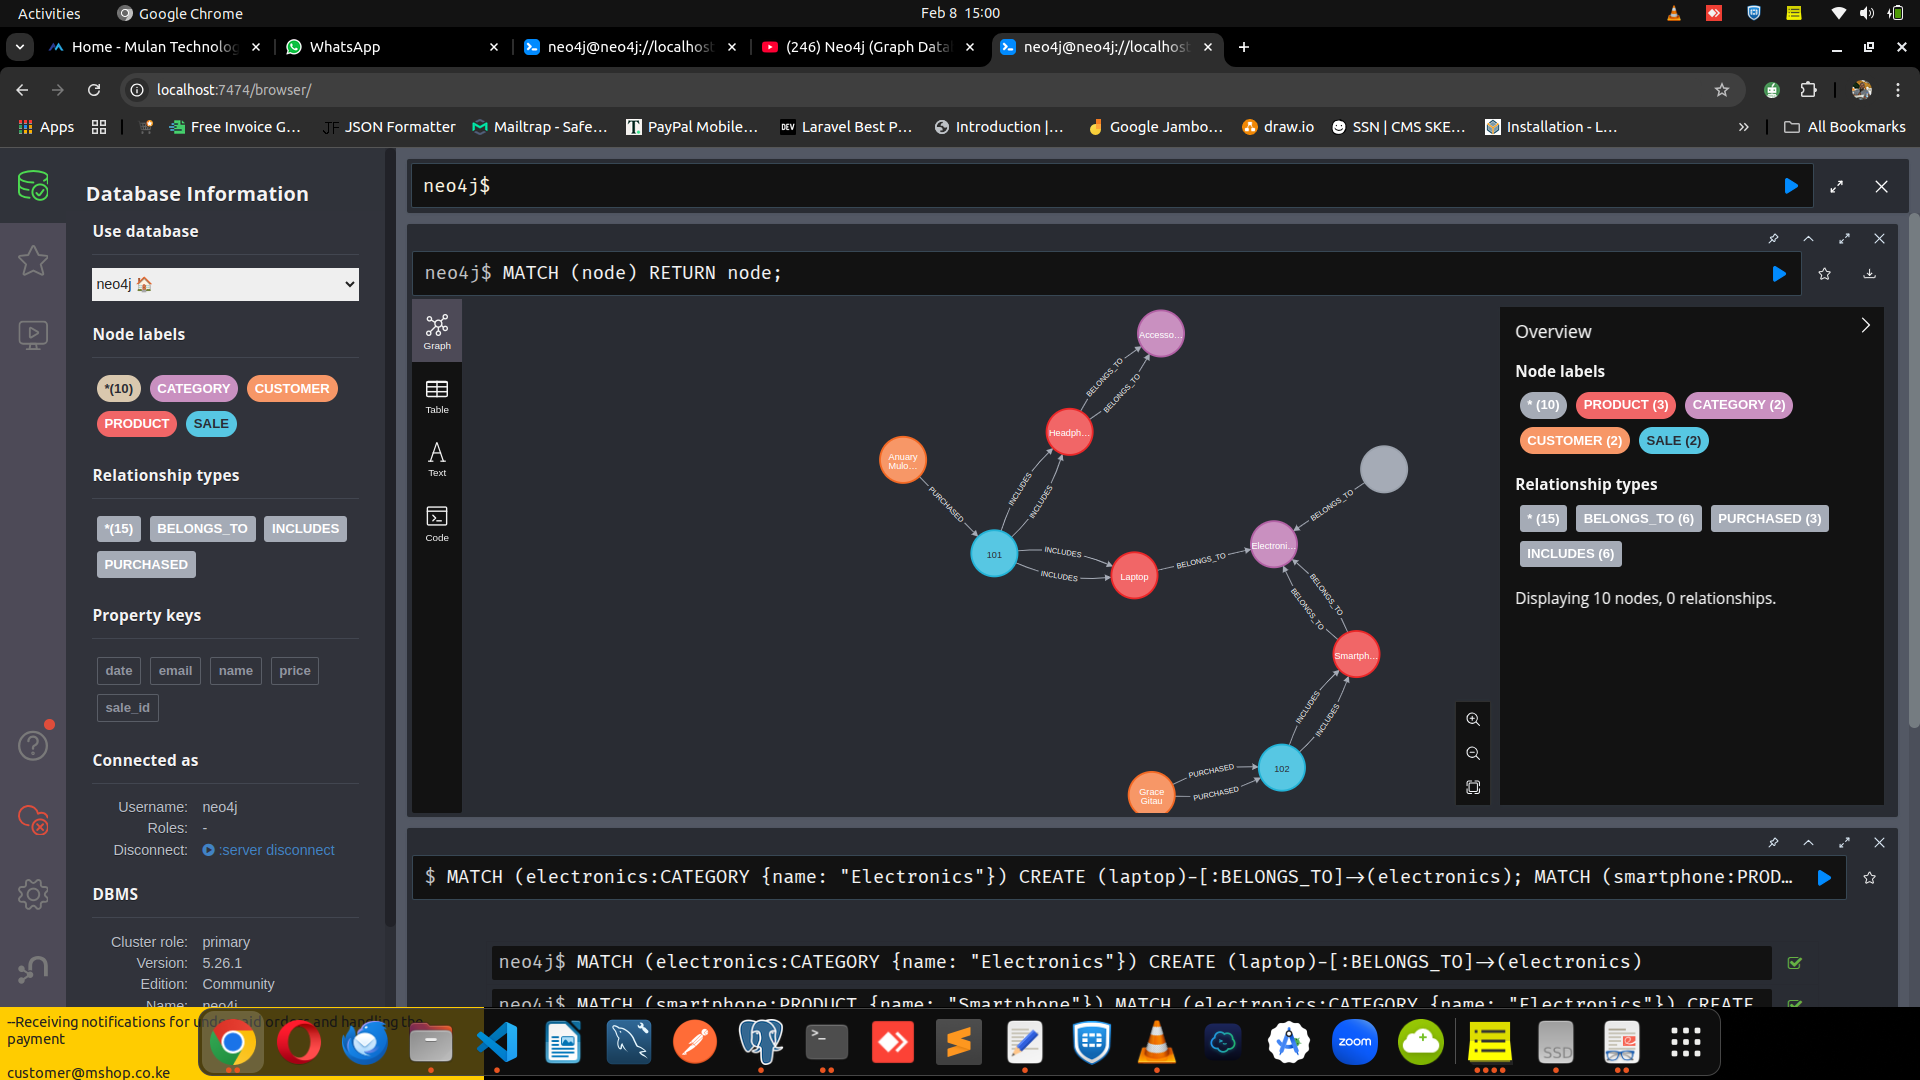 Activities
Google Chrome
Feb 8 15:00
Home - Mulan Technolog
WhatsApp
neo4j@neo4j://localhost
(246) Neo4j (Graph Data
neo4j@neo4j://localhost
localhost:7474/browser/
Apps
Free Invoice G...
JSON Formatter
Mailtrap - Safe...
PayPal Mobile...
Laravel Best P...
Introduction |...
Google Jambo...
draw.io
SSN | CMS SKE...
Installation - L...
All Bookmarks
Database Information
Use database
neo4j
Node labels
*(10) CATEGORY CUSTOMER
PRODUCT SALE
Relationship types
*(15) BELONGS_TO INCLUDES
PURCHASED
Property keys
date email name price
sale_id
Connected as
Username: neo4j
Roles: -
Disconnect: :server disconnect
DBMS
Cluster role: primary
Version: 5.26.1
Edition: Community
Name: neo4j
neo4j$
neo4j$ MATCH (node) RETURN node;
Graph
Table
Text
Code
Accesso...
BELONGS_TO
BELONGS_TO
Headph...
Anuary
Mulo...
PURCHASED
INCLUDES
INCLUDES
101
INCLUDES
INCLUDES
Laptop
BELONGS_TO
Electroni...
BELONGS_TO
BELONGS_TO
BELONGS_TO
Smartph...
INCLUDES
INCLUDES
102
PURCHASED
PURCHASED
Grace
Gitau
Overview
Node labels
* (10) PRODUCT (3) CATEGORY (2)
CUSTOMER (2) SALE (2)
Relationship types
* (15) BELONGS_TO (6) PURCHASED (3)
INCLUDES (6)
Displaying 10 nodes, 0 relationships.
$ MATCH (electronics:CATEGORY {name: "Electronics"}) CREATE (laptop)-[:BELONGS_TO]->(electronics); MATCH (smartphone:PROD...
neo4j$ MATCH (electronics:CATEGORY {name: "Electronics"}) CREATE (laptop)-[:BELONGS_TO]->(electronics)
neo4j$ MATCH (smartphone:PRODUCT {name: "Smartphone"}) MATCH (electronics:CATEGORY {name: "Electronics"}) CREATE
--Receiving notifications for underpaid orders and handling the
payment
customer@mshop.co.ke
zoom
SSD